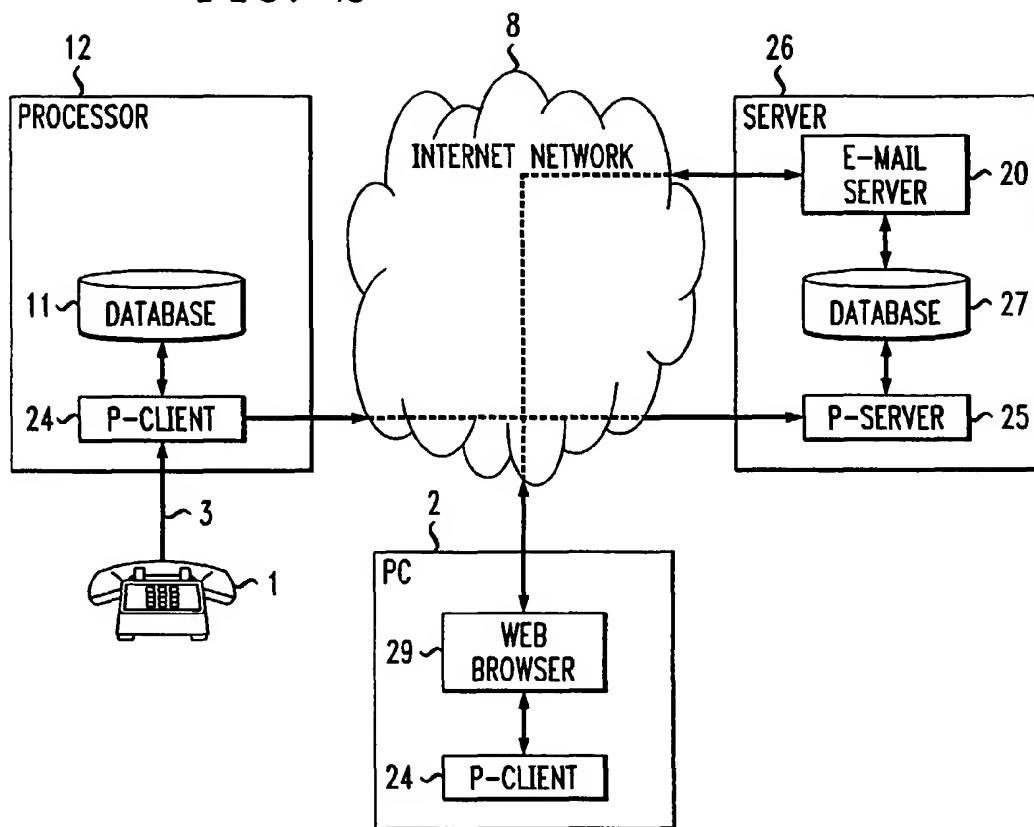 12
8
26
PROCESSOR
SERVER
INTERNET NETWORK
E-MAIL
SERVER
20
11
DATABASE
DATABASE
27
24
P-CLIENT
P-SERVER
25
3
2
1
PC
29
WEB
BROWSER
24
P-CLIENT